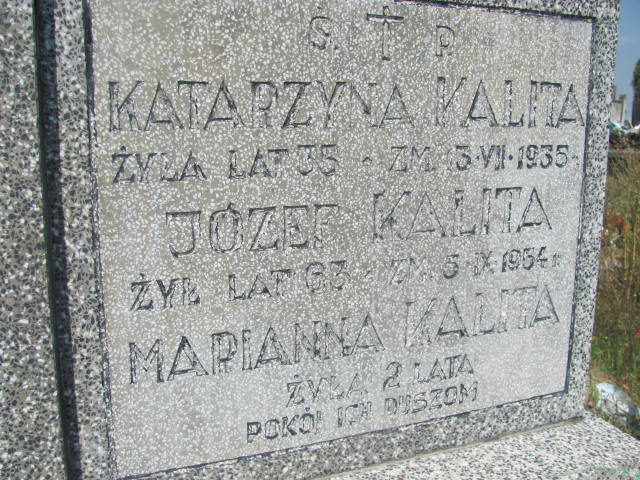 Ś. † P.
KATARZYNA KALITA
ŻYŁA LAT 35 - ZM. 13·VII·1935 r.
JÓZEF KALITA
ŻYŁ LAT 63 - ZM. 5·IX·1954 r.
MARIANNA KALITA
ŻYŁA 2 LATA
POKÓJ ICH DUSZOM